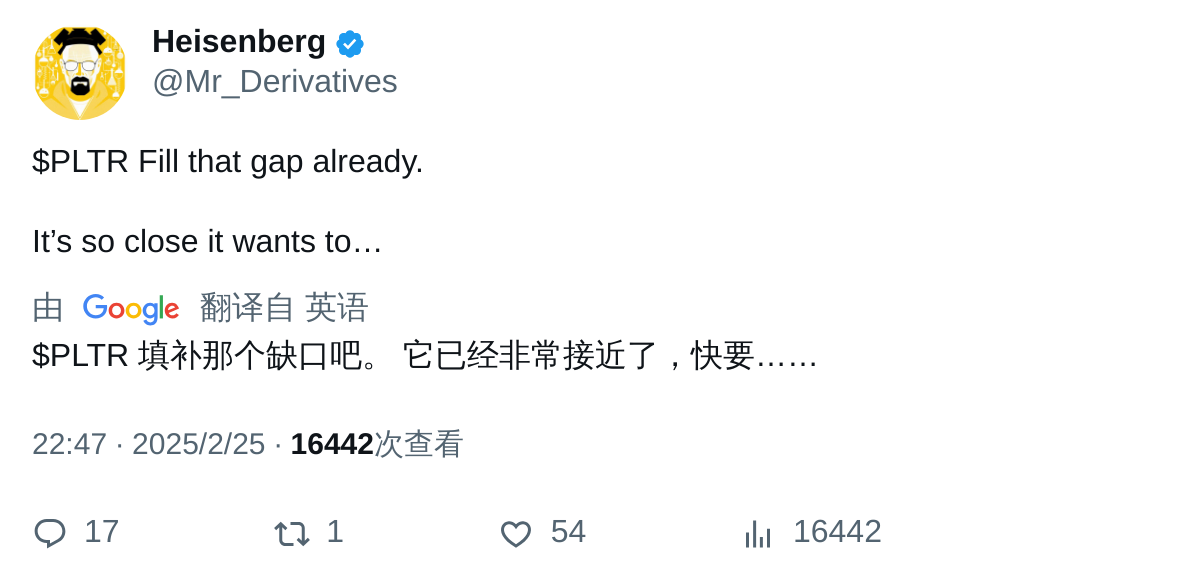 Heisenberg
@Mr_Derivatives
$PLTR Fill that gap already.
It’s so close it wants to…
由 Google 翻译自 英语
$PLTR 填补那个缺口吧。 它已经非常接近了，快要……
22:47 · 2025/2/25 · 16442次查看
17 1 54 16442